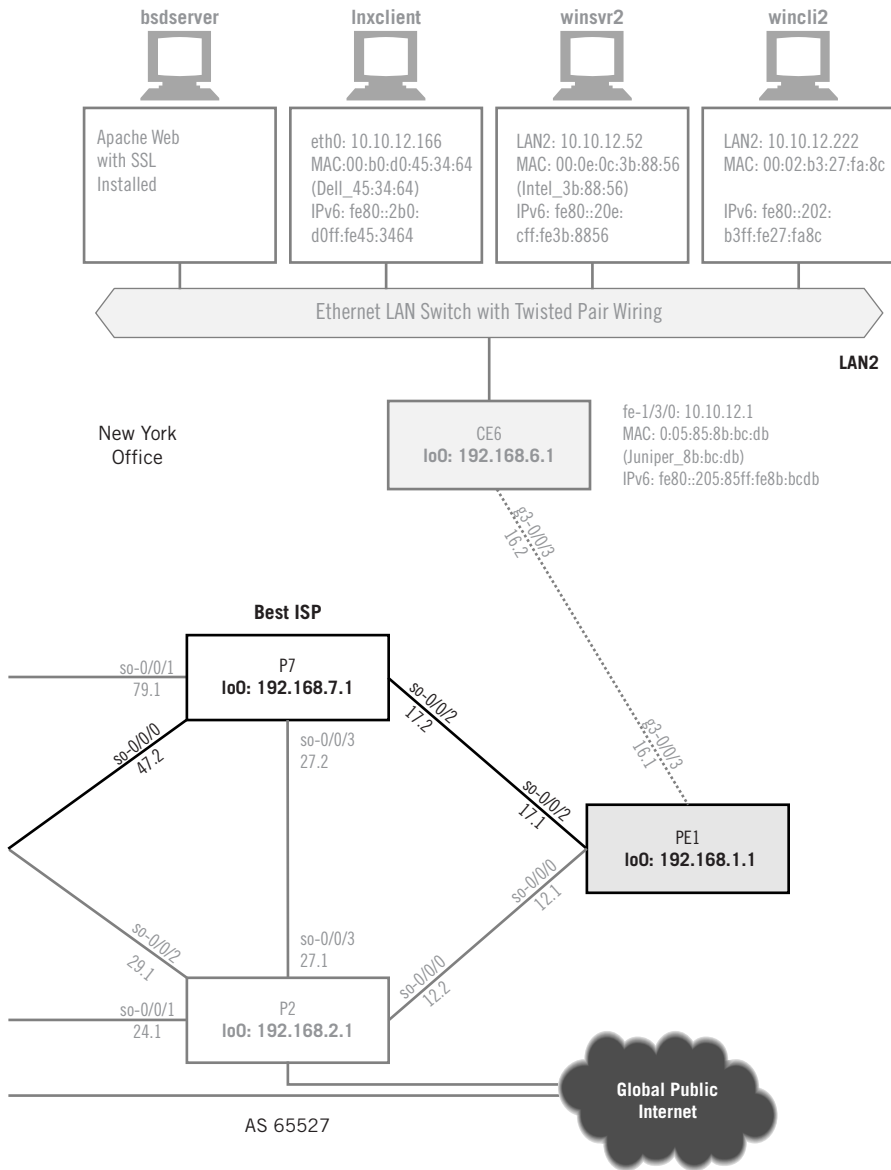 bsdserver
lnxclient
winsvr2
wincli2
Apache Web
with SSL
Installed
eth0: 10.10.12.166
MAC:00:b0:d0:45:34:64
(Dell_45:34:64)
IPv6: fe80::2b0:
d0ff:fe45:3464
LAN2: 10.10.12.52
MAC: 00:0e:0c:3b:88:56
(Intel_3b:88:56)
IPv6: fe80::20e:
cff:fe3b:8856
LAN2: 10.10.12.222
MAC: 00:02:b3:27:fa:8c
IPv6: fe80::202:
b3ff:fe27:fa8c
Ethernet LAN Switch with Twisted Pair Wiring
LAN2
New York
Office
CE6
lo0: 192.168.6.1
fe-1/3/0: 10.10.12.1
MAC: 0:05:85:8b:bc:db
(Juniper_8b:bc:db)
IPv6: fe80::205:85ff:fe8b:bcdb
g3-0/0/3
16.2
Best ISP
P7
lo0: 192.168.7.1
so-0/0/1
79.1
so-0/0/0
47.2
so-0/0/3
27.2
so-0/0/2
17.2
g3-0/0/3
16.1
so-0/0/2
17.1
PE1
lo0: 192.168.1.1
so-0/0/0
12.1
so-0/0/2
29.1
so-0/0/3
27.1
so-0/0/0
12.2
so-0/0/1
24.1
P2
lo0: 192.168.2.1
Global Public
Internet
AS 65527